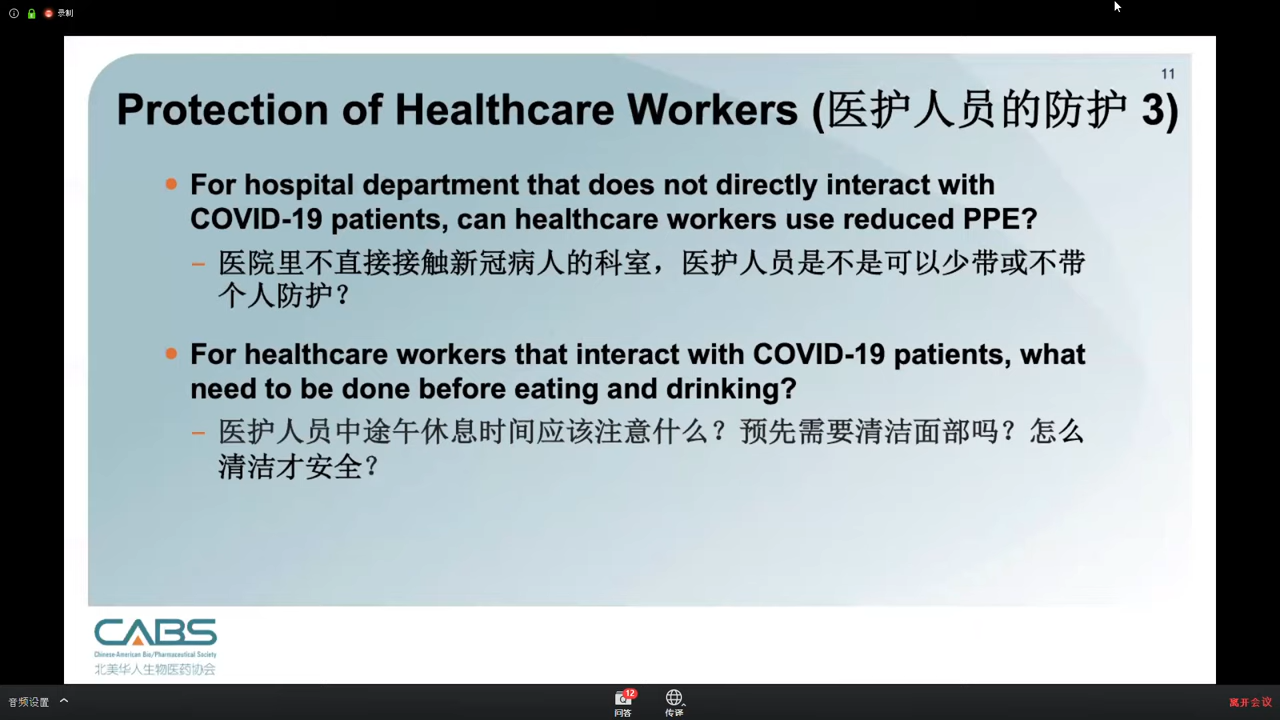 录制
11
Protection of Healthcare Workers (医护人员的防护 3)
For hospital department that does not directly interact with
COVID-19 patients, can healthcare workers use reduced PPE?
– 医院里不直接接触新冠病人的科室，医护人员是不是可以少带或不带
个人防护？
For healthcare workers that interact with COVID-19 patients, what
need to be done before eating and drinking?
– 医护人员中途午休息时间应该注意什么？预先需要清洁面部吗？怎么
清洁才安全？
CABS
Chinese-American Bio/Pharmaceutical Society
北美华人生物医药协会
音频设置
12
问答
传译
离开会议